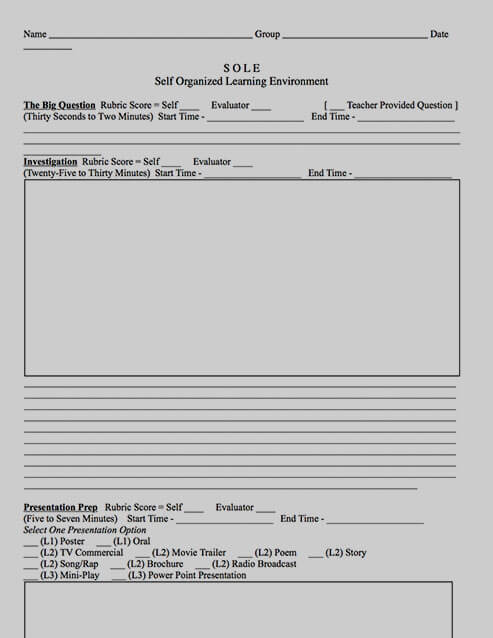 Name ______________________________________ Group ___________________________ Date
_________
S O L E
Self Organized Learning Environment
The Big Question Rubric Score = Self ____ Evaluator ____ [ ___ Teacher Provided Question ]
(Thirty Seconds to Two Minutes) Start Time - __________________ End Time - __________________
Investigation Rubric Score = Self ____ Evaluator ____
(Twenty-Five to Thirty Minutes) Start Time - __________________ End Time - __________________
Presentation Prep Rubric Score = Self ____ Evaluator ____
(Five to Seven Minutes) Start Time - __________________ End Time - __________________
Select One Presentation Option
___ (L1) Poster ___ (L1) Oral
___ (L2) TV Commercial ___ (L2) Movie Trailer ___ (L2) Poem ___ (L2) Story
___ (L2) Song/Rap ___ (L2) Brochure ___ (L2) Radio Broadcast
___ (L3) Mini-Play ___ (L3) Power Point Presentation